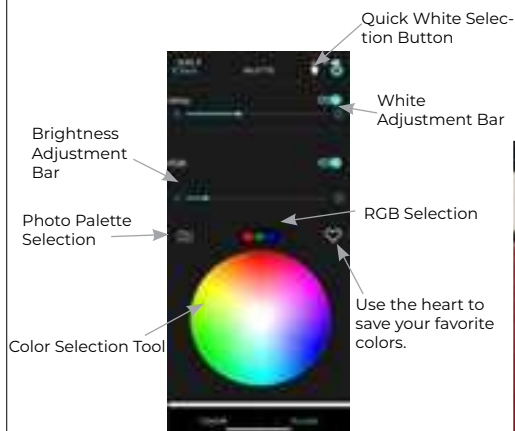 Quick White Selec-
tion Button
White
Adjustment Bar
Brightness
Adjustment
Bar
RGB Selection
Photo Palette
Selection
Use the heart to
save your favorite
colors.
Color Selection Tool